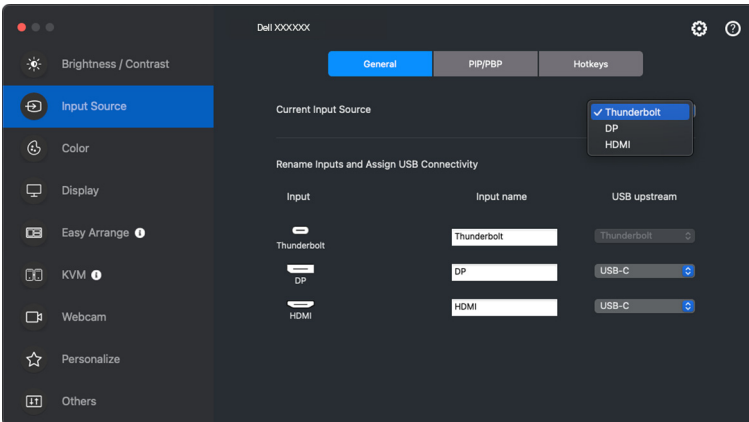 Dell XXXXXX
Brightness / Contrast
Input Source
Color
Display
Easy Arrange
KVM
Webcam
Personalize
Others
General PIP/PBP Hotkeys
Current Input Source
Thunderbolt
DP
HDMI
Rename Inputs and Assign USB Connectivity
Input Input name USB upstream
Thunderbolt Thunderbolt Thunderbolt
DP DP USB-C
HDMI HDMI USB-C